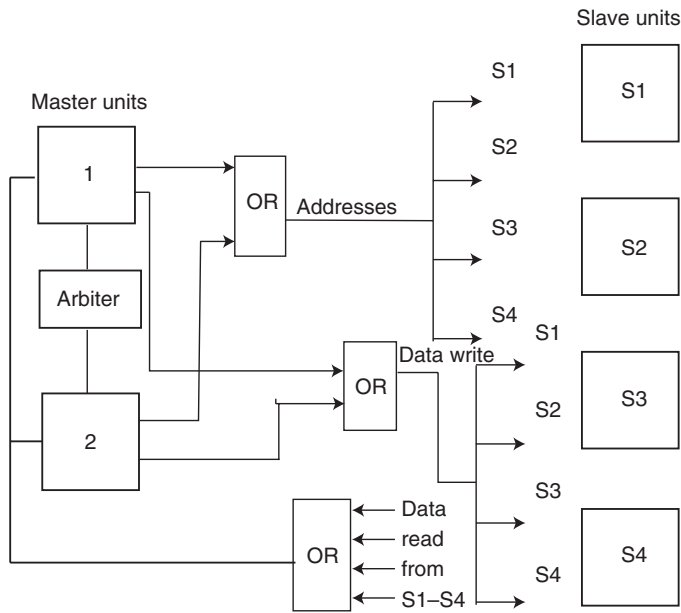 Slave units
S1
S1
Master units
1
S2
OR
Addresses
S3
S2
Arbiter
S4
S1
Data write
OR
S2
S3
2
S3
Data
read
OR
from
S4
S4
S1–S4